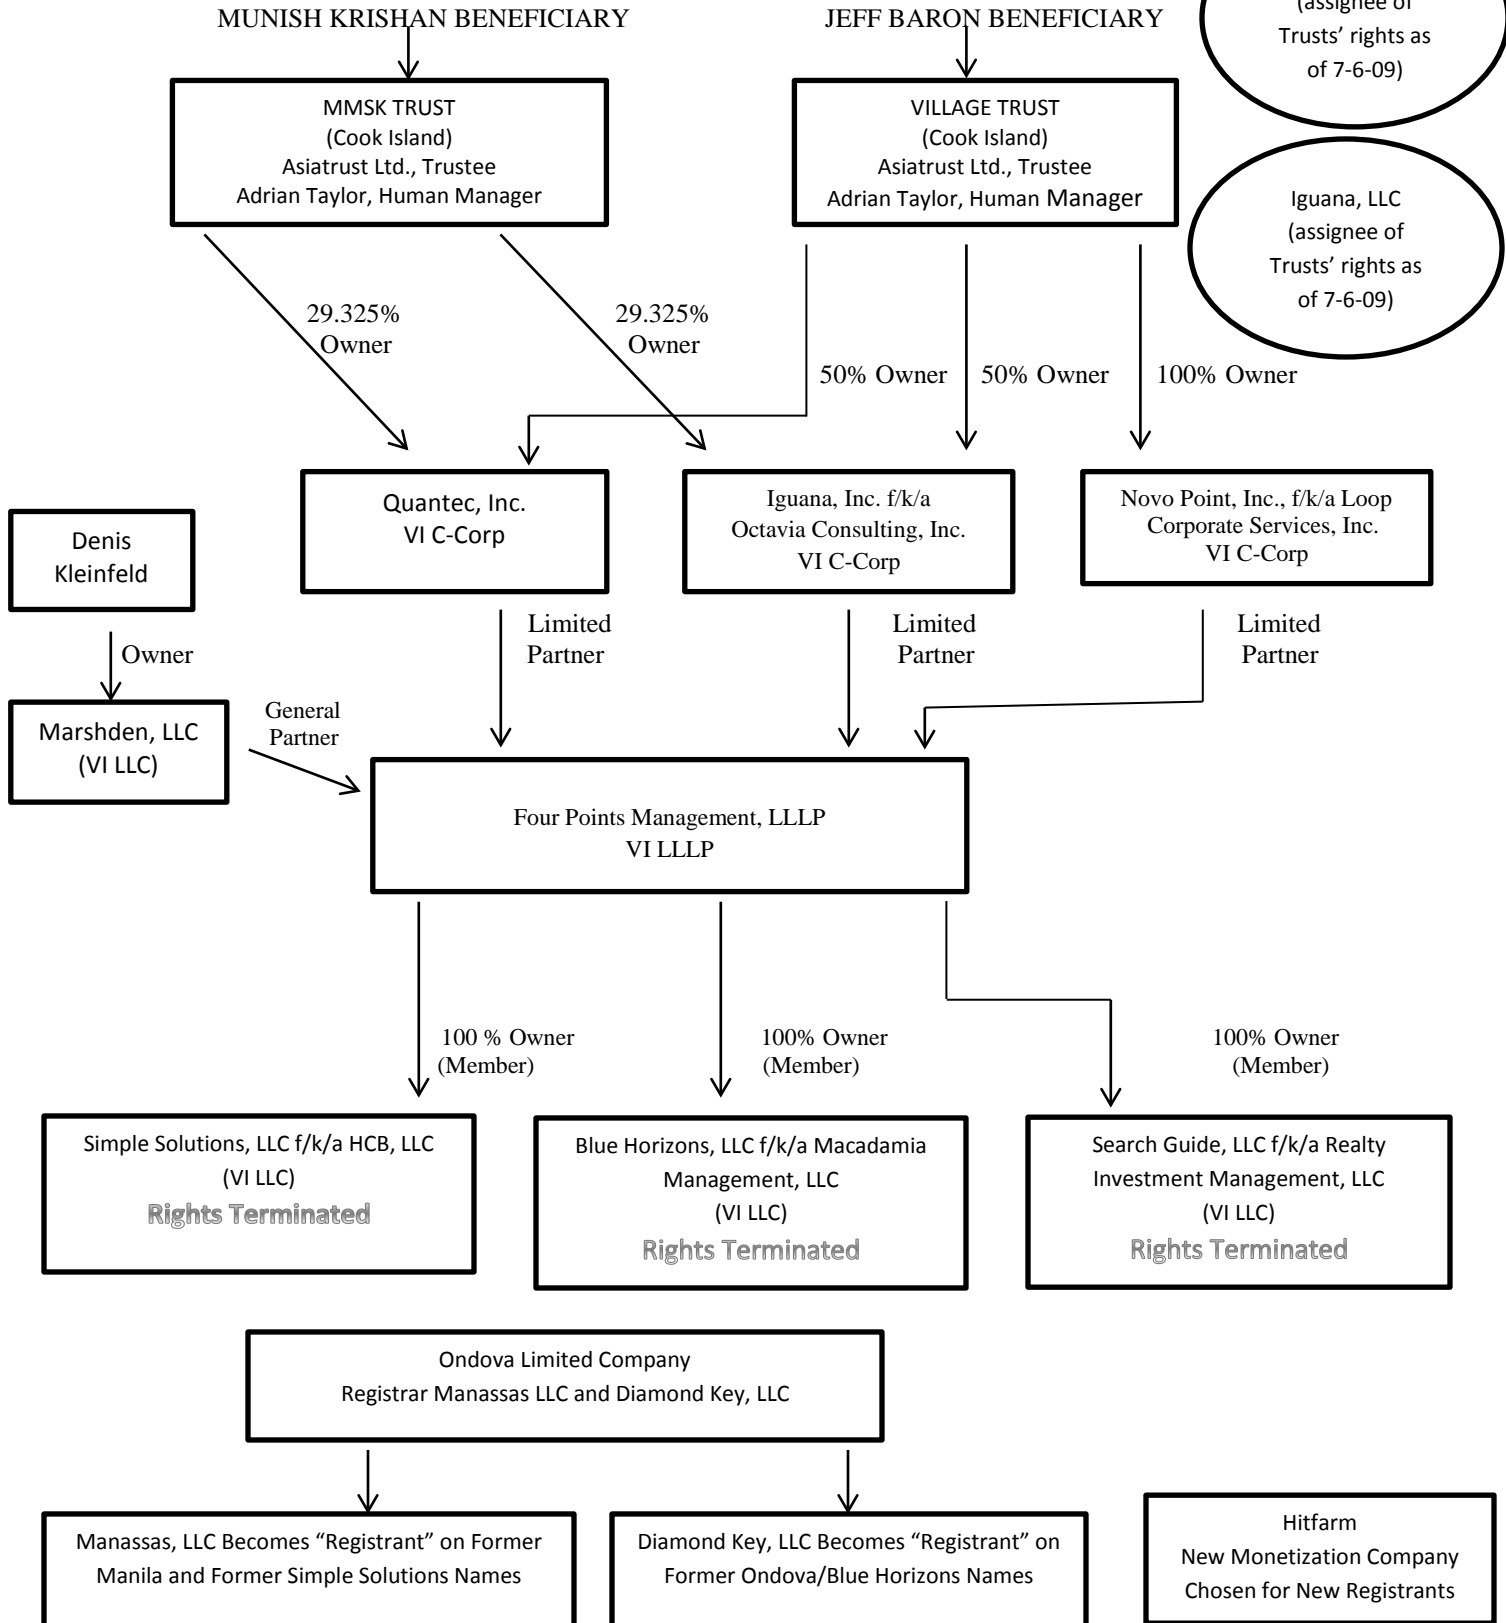 MUNISH KRISHAN BENEFICIARY
JEFF BARON BENEFICIARY
(assignee of
Trusts’ rights as
of 7-6-09)
MMSK TRUST
(Cook Island)
Asiatrust Ltd., Trustee
Adrian Taylor, Human Manager
VILLAGE TRUST
(Cook Island)
Asiatrust Ltd., Trustee
Adrian Taylor, Human Manager
Iguana, LLC
(assignee of
Trusts’ rights as
of 7-6-09)
29.325%
Owner
29.325%
Owner
50% Owner
50% Owner
100% Owner
Quantec, Inc.
VI C-Corp
Iguana, Inc. f/k/a
Octavia Consulting, Inc.
VI C-Corp
Novo Point, Inc., f/k/a Loop
Corporate Services, Inc.
VI C-Corp
Denis
Kleinfeld
Owner
Limited
Partner
Limited
Partner
Limited
Partner
Marshden, LLC
(VI LLC)
General
Partner
Four Points Management, LLLP
VI LLLP
100 % Owner
(Member)
100% Owner
(Member)
100% Owner
(Member)
Simple Solutions, LLC f/k/a HCB, LLC
(VI LLC)
Rights Terminated
Blue Horizons, LLC f/k/a Macadamia
Management, LLC
(VI LLC)
Rights Terminated
Search Guide, LLC f/k/a Realty
Investment Management, LLC
(VI LLC)
Rights Terminated
Ondova Limited Company
Registrar Manassas LLC and Diamond Key, LLC
Manassas, LLC Becomes “Registrant” on Former
Manila and Former Simple Solutions Names
Diamond Key, LLC Becomes “Registrant” on
Former Ondova/Blue Horizons Names
Hitfarm
New Monetization Company
Chosen for New Registrants